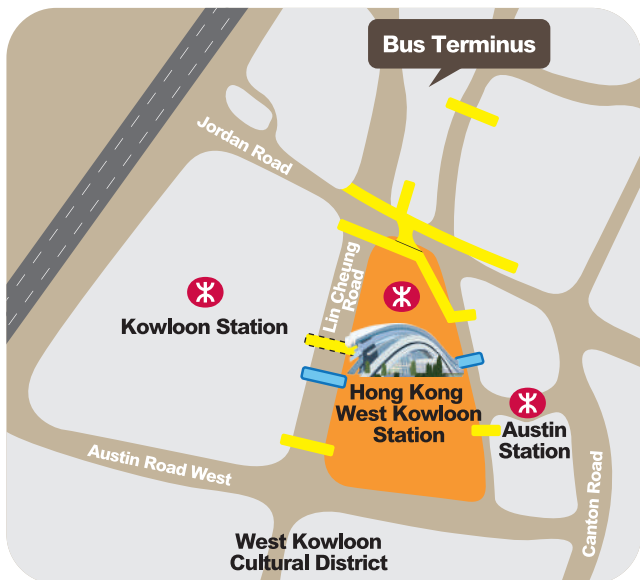 Bus Terminus
Jordan Road
Lin Cheung
Road
Kowloon Station
Hong Kong
West Kowloon
Station
Austin
Station
Austin Road West
Canton Road
West Kowloon
Cultural District